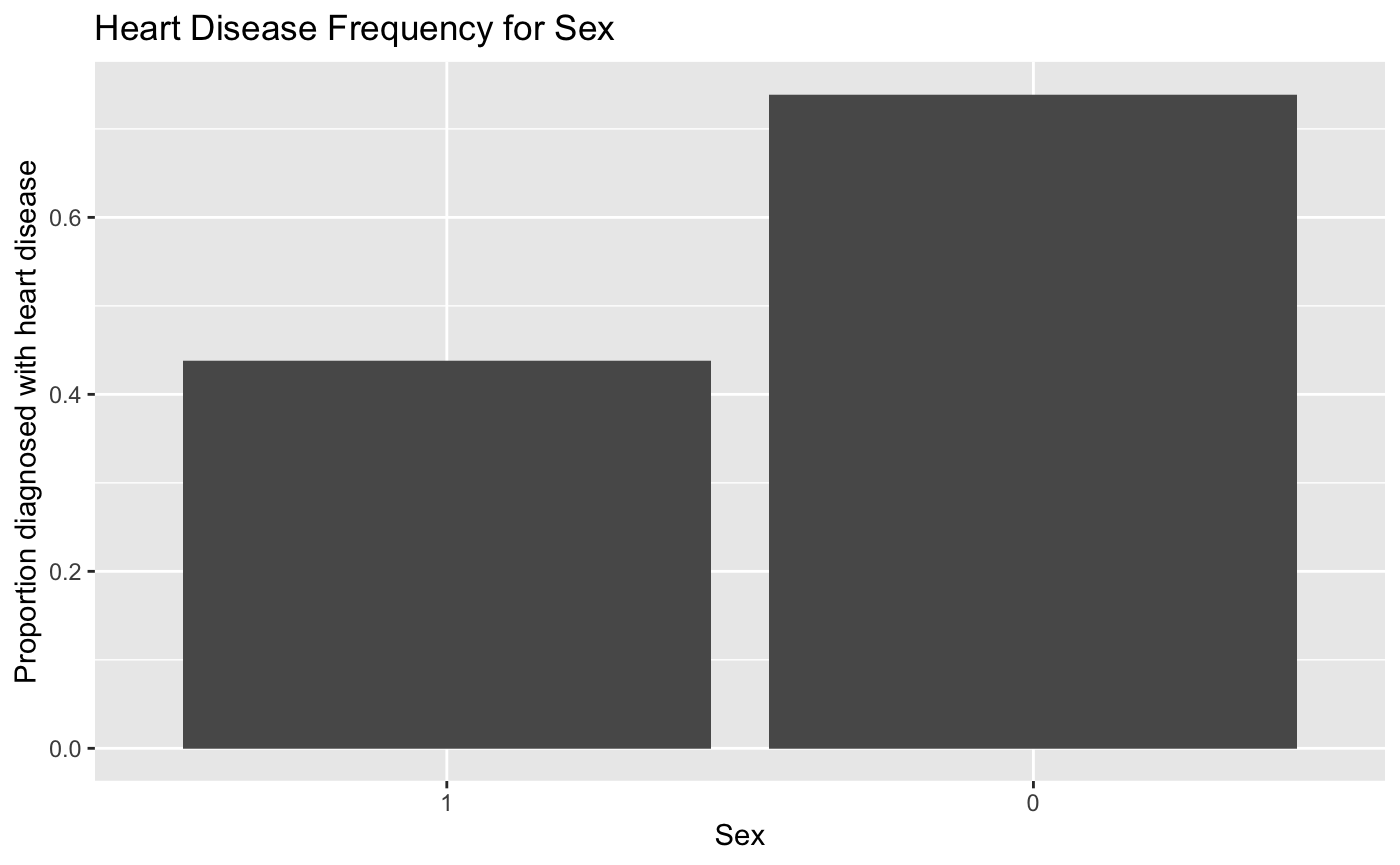 Heart Disease Frequency for Sex
Proportion diagnosed with heart disease
0.6
0.4
0.2
0.0
1 0
Sex